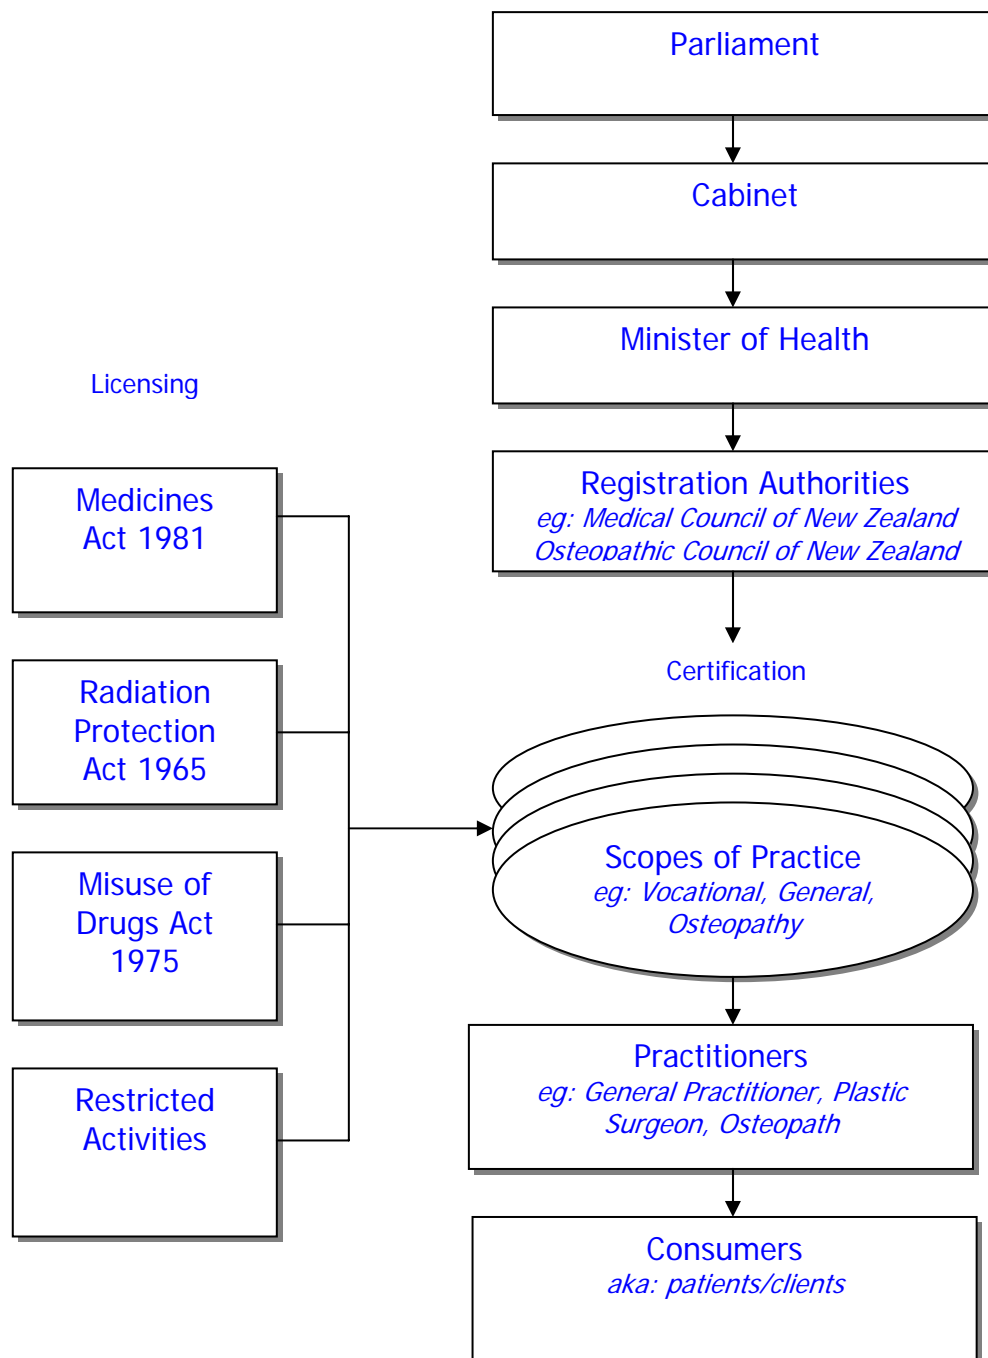 Parliament
Cabinet
Minister of Health
Licensing
Registration Authorities
eg: Medical Council of New Zealand
Osteopathic Council of New Zealand
Medicines
Act 1981
Certification
Radiation
Protection
Act 1965
Scopes of Practice
eg: Vocational, General,
Osteopathy
Misuse of
Drugs Act
1975
Practitioners
eg: General Practitioner, Plastic
Surgeon, Osteopath
Restricted
Activities
Consumers
aka: patients/clients